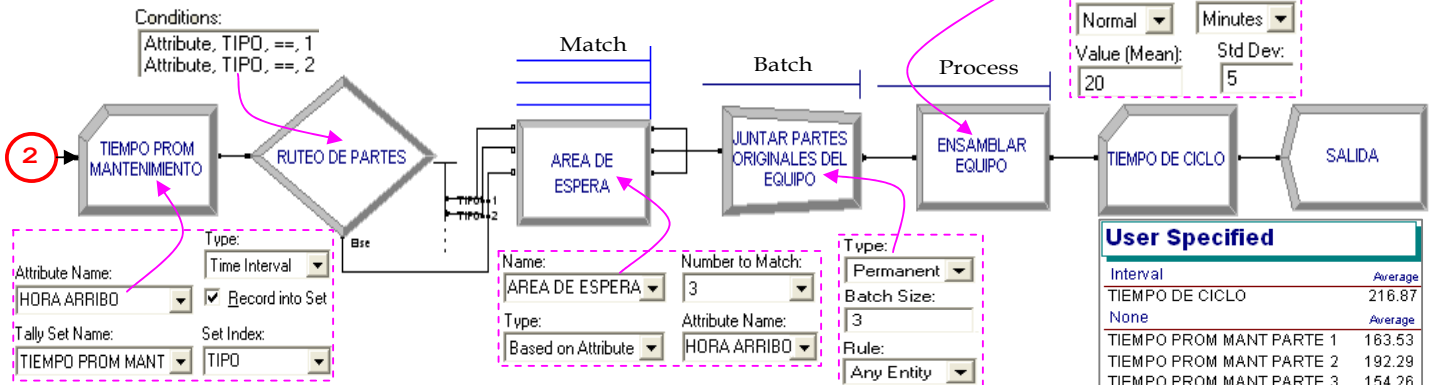 Conditions:
Attribute, TIPO, ==, 1
Attribute, TIPO, ==, 2
Match
Batch
Process
Normal
Minutes
Value (Mean):
Std Dev:
20
5
2
TIEMPO PROM
MANTENIMIENTO
RUTEO DE PARTES
TIPO==1
TIPO==2
Else
AREA DE
ESPERA
JUNTAR PARTES
ORIGINALES DEL
EQUIPO
ENSAMBLAR
EQUIPO
TIEMPO DE CICLO
SALIDA
Attribute Name:
HORA ARRIBO
Type:
Time Interval
Record into Set
Tally Set Name:
TIEMPO PROM MANT
Set Index:
TIPO
Name:
AREA DE ESPERA
Number to Match:
3
Type:
Based on Attribute
Attribute Name:
HORA ARRIBO
Type:
Permanent
Batch Size:
3
Rule:
Any Entity
User Specified
Interval Average
TIEMPO DE CICLO 216.87
None Average
TIEMPO PROM MANT PARTE 1 163.53
TIEMPO PROM MANT PARTE 2 192.29
TIEMPO PROM MANT PARTE 3 154.26